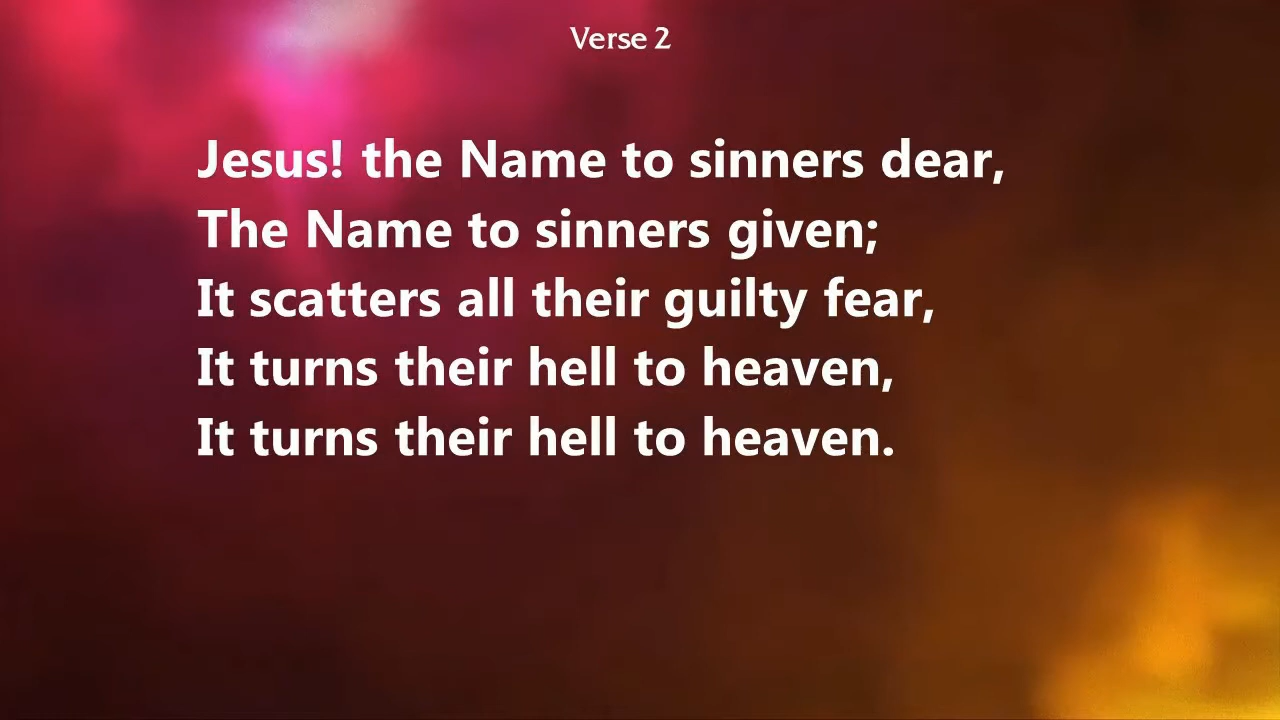 Verse 2
Jesus! the Name to sinners dear,
The Name to sinners given;
It scatters all their guilty fear,
It turns their hell to heaven,
It turns their hell to heaven.